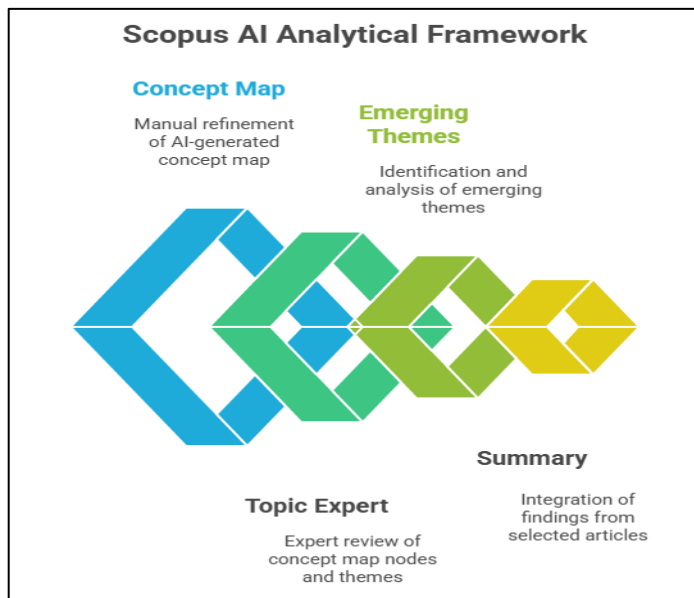 Scopus AI Analytical Framework
Concept Map
Manual refinement
of AI-generated
concept map
Emerging
Themes
Identification and
analysis of emerging
themes
Topic Expert
Expert review of
concept map nodes
and themes
Summary
Integration of
findings from
selected articles